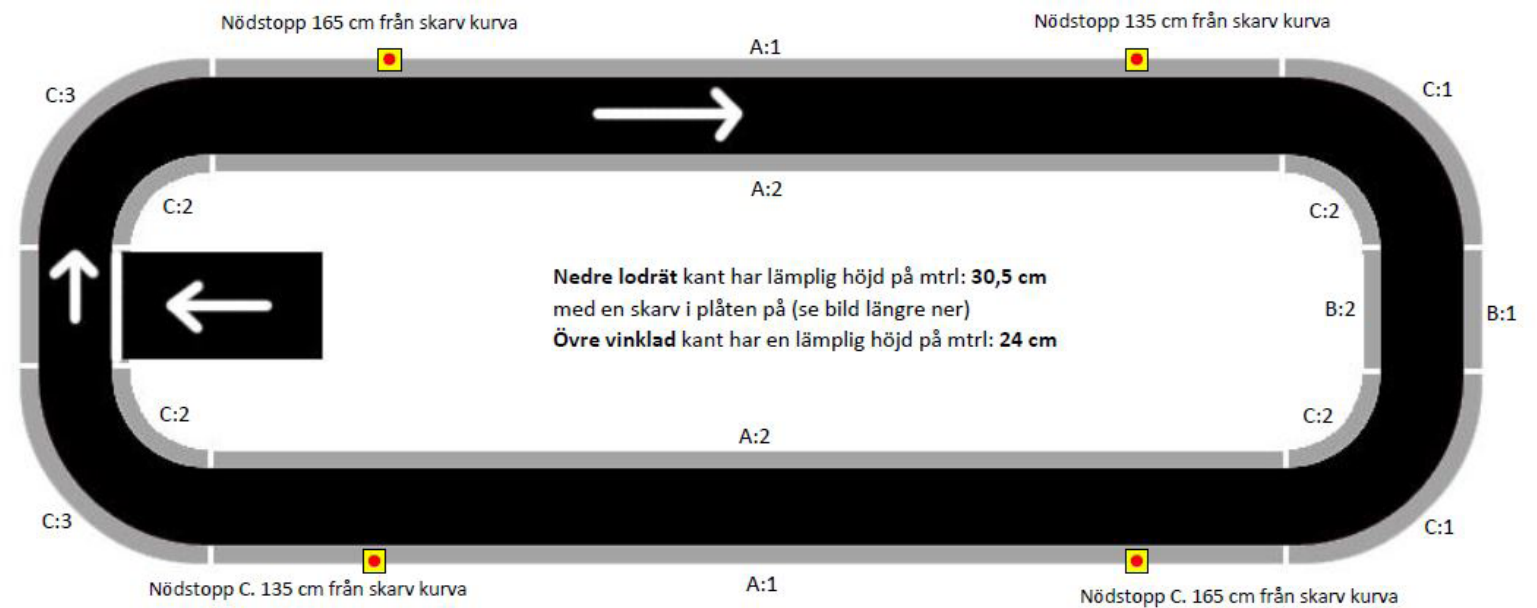 Nödstopp 165 cm från skarv kurva
Nödstopp 135 cm från skarv kurva
A:1
C:3
C:1
A:2
C:2
C:2
Nedre lodrät kant har lämplig höjd på mtrl: 30,5 cm
med en skarv i plåten på (se bild längre ner)
Övre vinklad kant har en lämplig höjd på mtrl: 24 cm
B:2
B:1
C:2
C:2
A:2
C:3
C:1
Nödstopp C. 135 cm från skarv kurva
A:1
Nödstopp C. 165 cm från skarv kurva